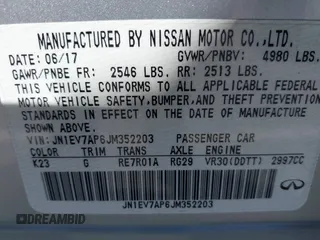 MANUFACTURED BY NISSAN MOTOR CO.,LTD.
DATE: 06/17 GVWR/PNBV: 4980 LBS.
GAWR/PNBE FR: 2546 LBS. RR: 2513 LBS.
THIS VEHICLE CONFORMS TO ALL APPLICABLE FEDERAL
MOTOR VEHICLE SAFETY,BUMPER,AND THEFT PREVENTION
STANDARDS IN EFFECT ON THE DATE OF MANUFACTURE
SHOWN ABOVE.
VIN: JN1EV7AP6JM352203 PASSENGER CAR
COLOR TRIM TRANS AXLE ENGINE
K23 G RE7R01A RG29 VR30(DDTT) 2997CC
JN1EV7AP6JM352203
DREAMBID